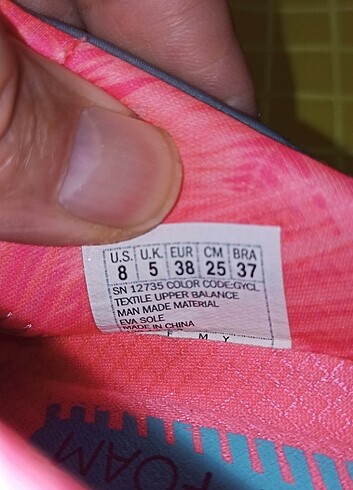 U.S. U.K. EUR CM BRA
8 5 38 25 37
SN 12735 COLOR CODE:GYCL
TEXTILE UPPER BALANCE
MAN MADE MATERIAL
EVA SOLE
MADE IN CHINA
F M Y
FOAM